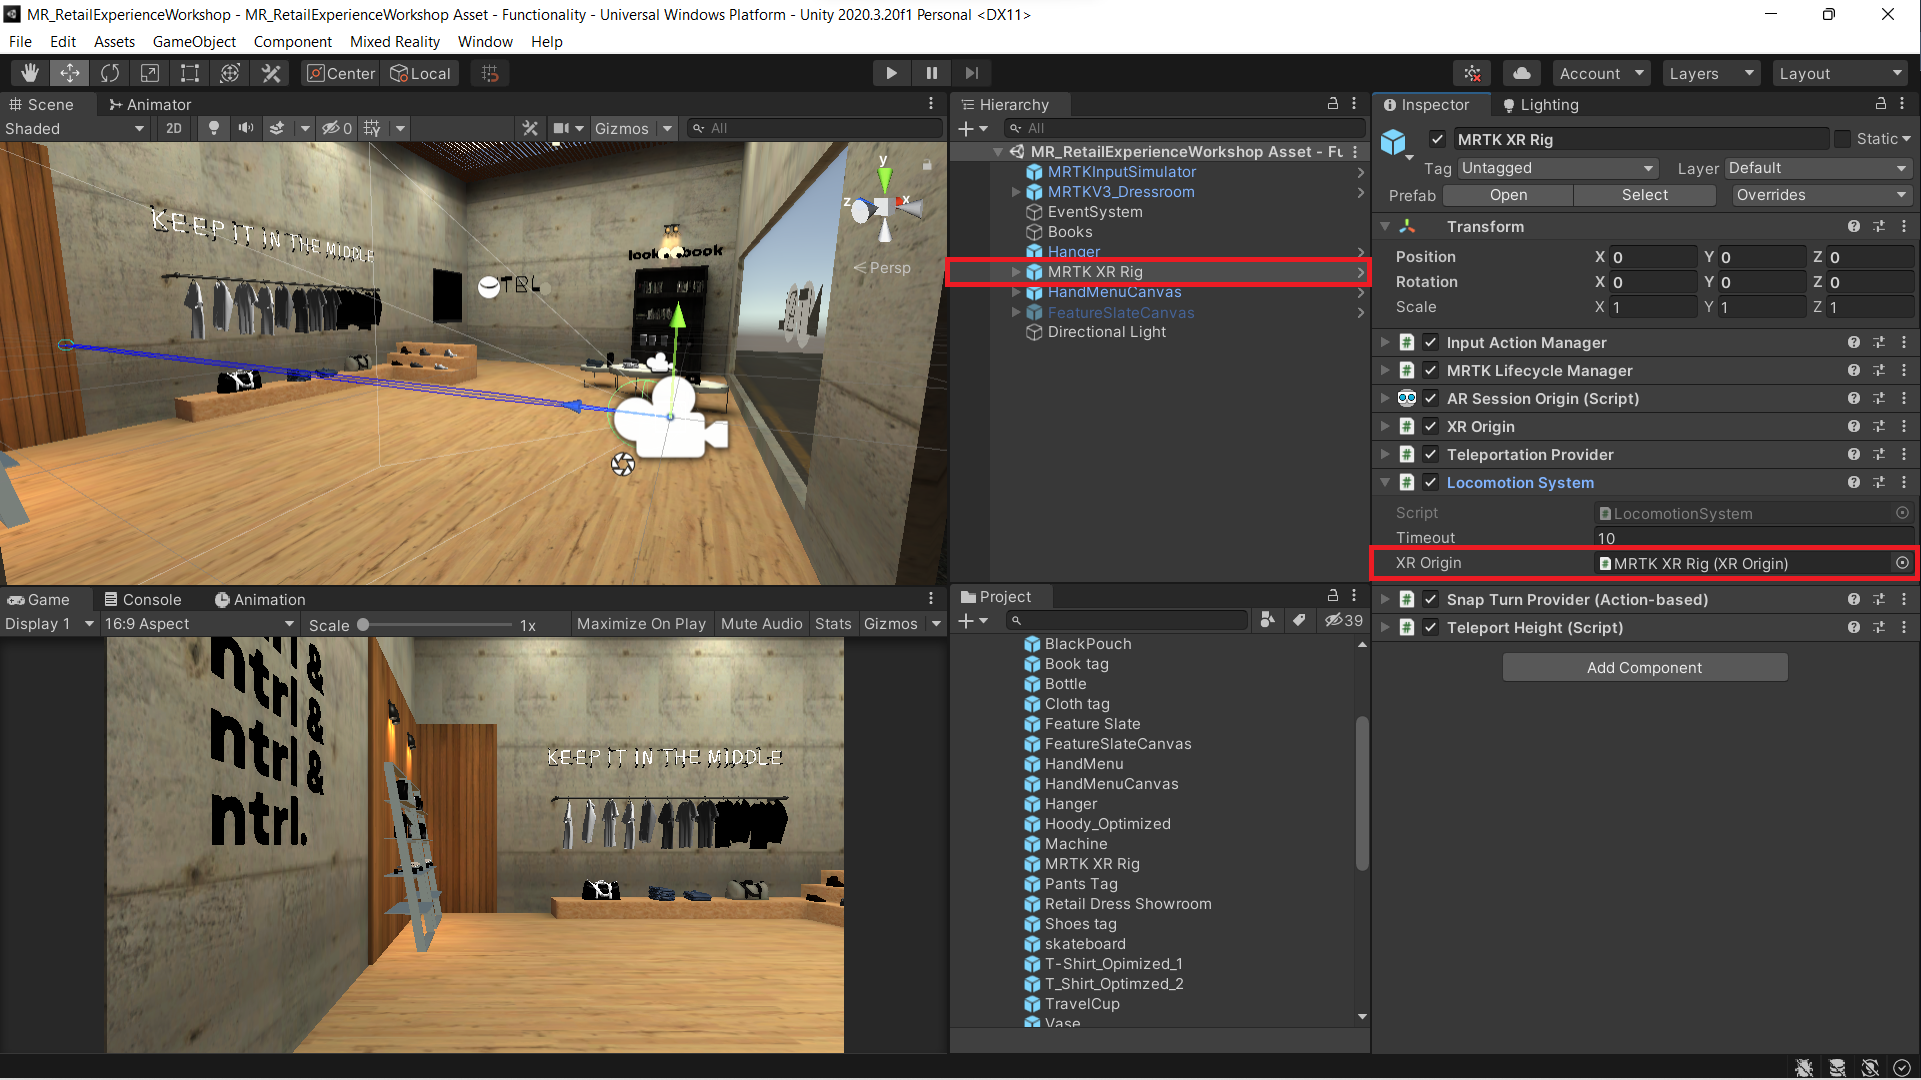 MR_RetailExperienceWorkshop - MR_RetailExperienceWorkshop Asset - Functionality - Universal Windows Platform - Unity 2020.3.20f1 Personal <DX11>
File Edit Assets GameObject Component Mixed Reality Window Help
Center Local
Account Layers Layout
Scene Animator
Shaded 2D 0 Gizmos All
KEEP IT IN THE MIDDLE
look book
y
x
z
Persp
Hierarchy
All
MR_RetailExperienceWorkshop Asset - Fu
MRTKInputSimulator
MRTKV3_Dressroom
EventSystem
Books
Hanger
MRTK XR Rig
HandMenuCanvas
FeatureSlateCanvas
Directional Light
Inspector Lighting
MRTK XR Rig Static
Tag Untagged Layer Default
Prefab Open Select Overrides
Transform
Position X 0 Y 0 Z 0
Rotation X 0 Y 0 Z 0
Scale X 1 Y 1 Z 1
Input Action Manager
MRTK Lifecycle Manager
AR Session Origin (Script)
XR Origin
Teleportation Provider
Locomotion System
Script LocomotionSystem
Timeout 10
XR Origin MRTK XR Rig (XR Origin)
Snap Turn Provider (Action-based)
Teleport Height (Script)
Add Component
Game Console Animation
Display 1 16:9 Aspect Scale 1x Maximize On Play Mute Audio Stats Gizmos
ntrl &
ntrl &
ntrl.
KEEP IT IN THE MIDDLE
Project
39
BlackPouch
Book tag
Bottle
Cloth tag
Feature Slate
FeatureSlateCanvas
HandMenu
HandMenuCanvas
Hanger
Hoody_Optimized
Machine
MRTK XR Rig
Pants Tag
Retail Dress Showroom
Shoes tag
skateboard
T-Shirt_Opimized_1
T_Shirt_Optimzed_2
TravelCup
Vase